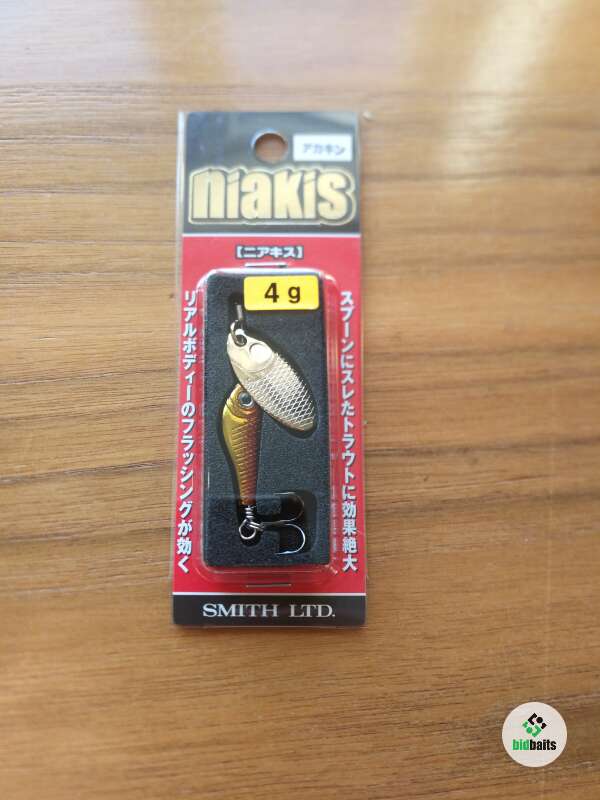 アカキン
niakis
【ニアキス】
4g
スプーンにスレたトラウトに効果絶大
リアルボディーのフラッシングが効く
SMITH LTD.
bidbaits